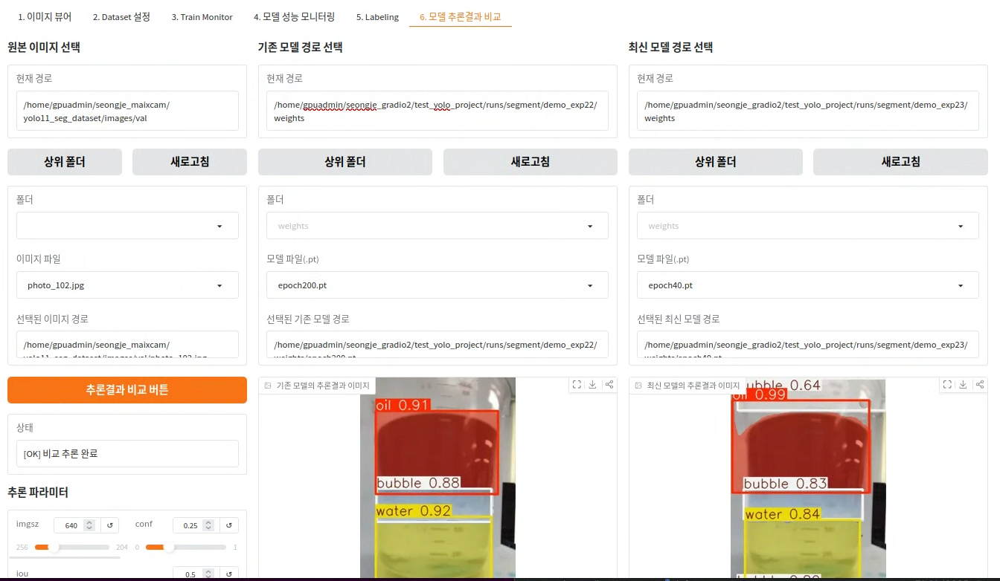 1. 이미지 뷰어
2. Dataset 설정
3. Train Monitor
4. 모델 성능 모니터링
5. Labeling
6. 모델 추론결과 비교
원본 이미지 선택
현재 경로
/home/gpuadmin/seongje_maixcam/
yolo11_seg_dataset/images/val
상위 폴더
새로고침
폴더
이미지 파일
photo_102.jpg
선택된 이미지 경로
/home/gpuadmin/seongje_maixcam/
yolo11_seg_dataset/images/val/photo_102.jpg
추론결과 비교 버튼
상태
[OK] 비교 추론 완료
추론 파라미터
imgsz
640
↺
conf
0.25
↺
256
204
0
1
iou
0.5
↺
기존 모델 경로 선택
현재 경로
/home/gpuadmin/seongje_gradio2/test_yolo_project/runs/segment/demo_exp22/
weights
상위 폴더
새로고침
폴더
weights
모델 파일(.pt)
epoch200.pt
선택된 기존 모델 경로
/home/gpuadmin/seongje_gradio2/test_yolo_project/runs/segment/demo_exp22/
weights/epoch200.pt
기존 모델의 추론결과 이미지
oil 0.91
bubble 0.88
water 0.92
최신 모델 경로 선택
현재 경로
/home/gpuadmin/seongje_gradio2/test_yolo_project/runs/segment/demo_exp23/
weights
상위 폴더
새로고침
폴더
weights
모델 파일(.pt)
epoch40.pt
선택된 최신 모델 경로
/home/gpuadmin/seongje_gradio2/test_yolo_project/runs/segment/demo_exp23/
weights/epoch40.pt
최신 모델의 추론결과 이미지
ubble 0.64
oil 0.99
bubble 0.83
water 0.84